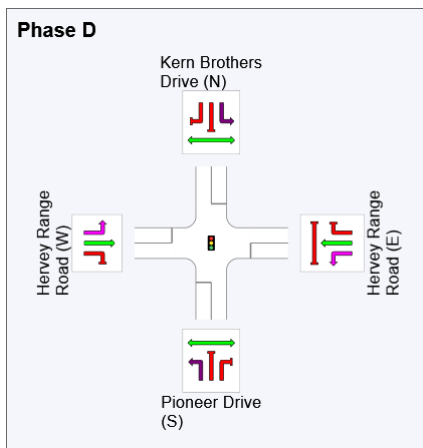 Phase D
Kern Brothers
Drive (N)
Hervey Range
Road (W)
Hervey Range
Road (E)
Pioneer Drive
(S)